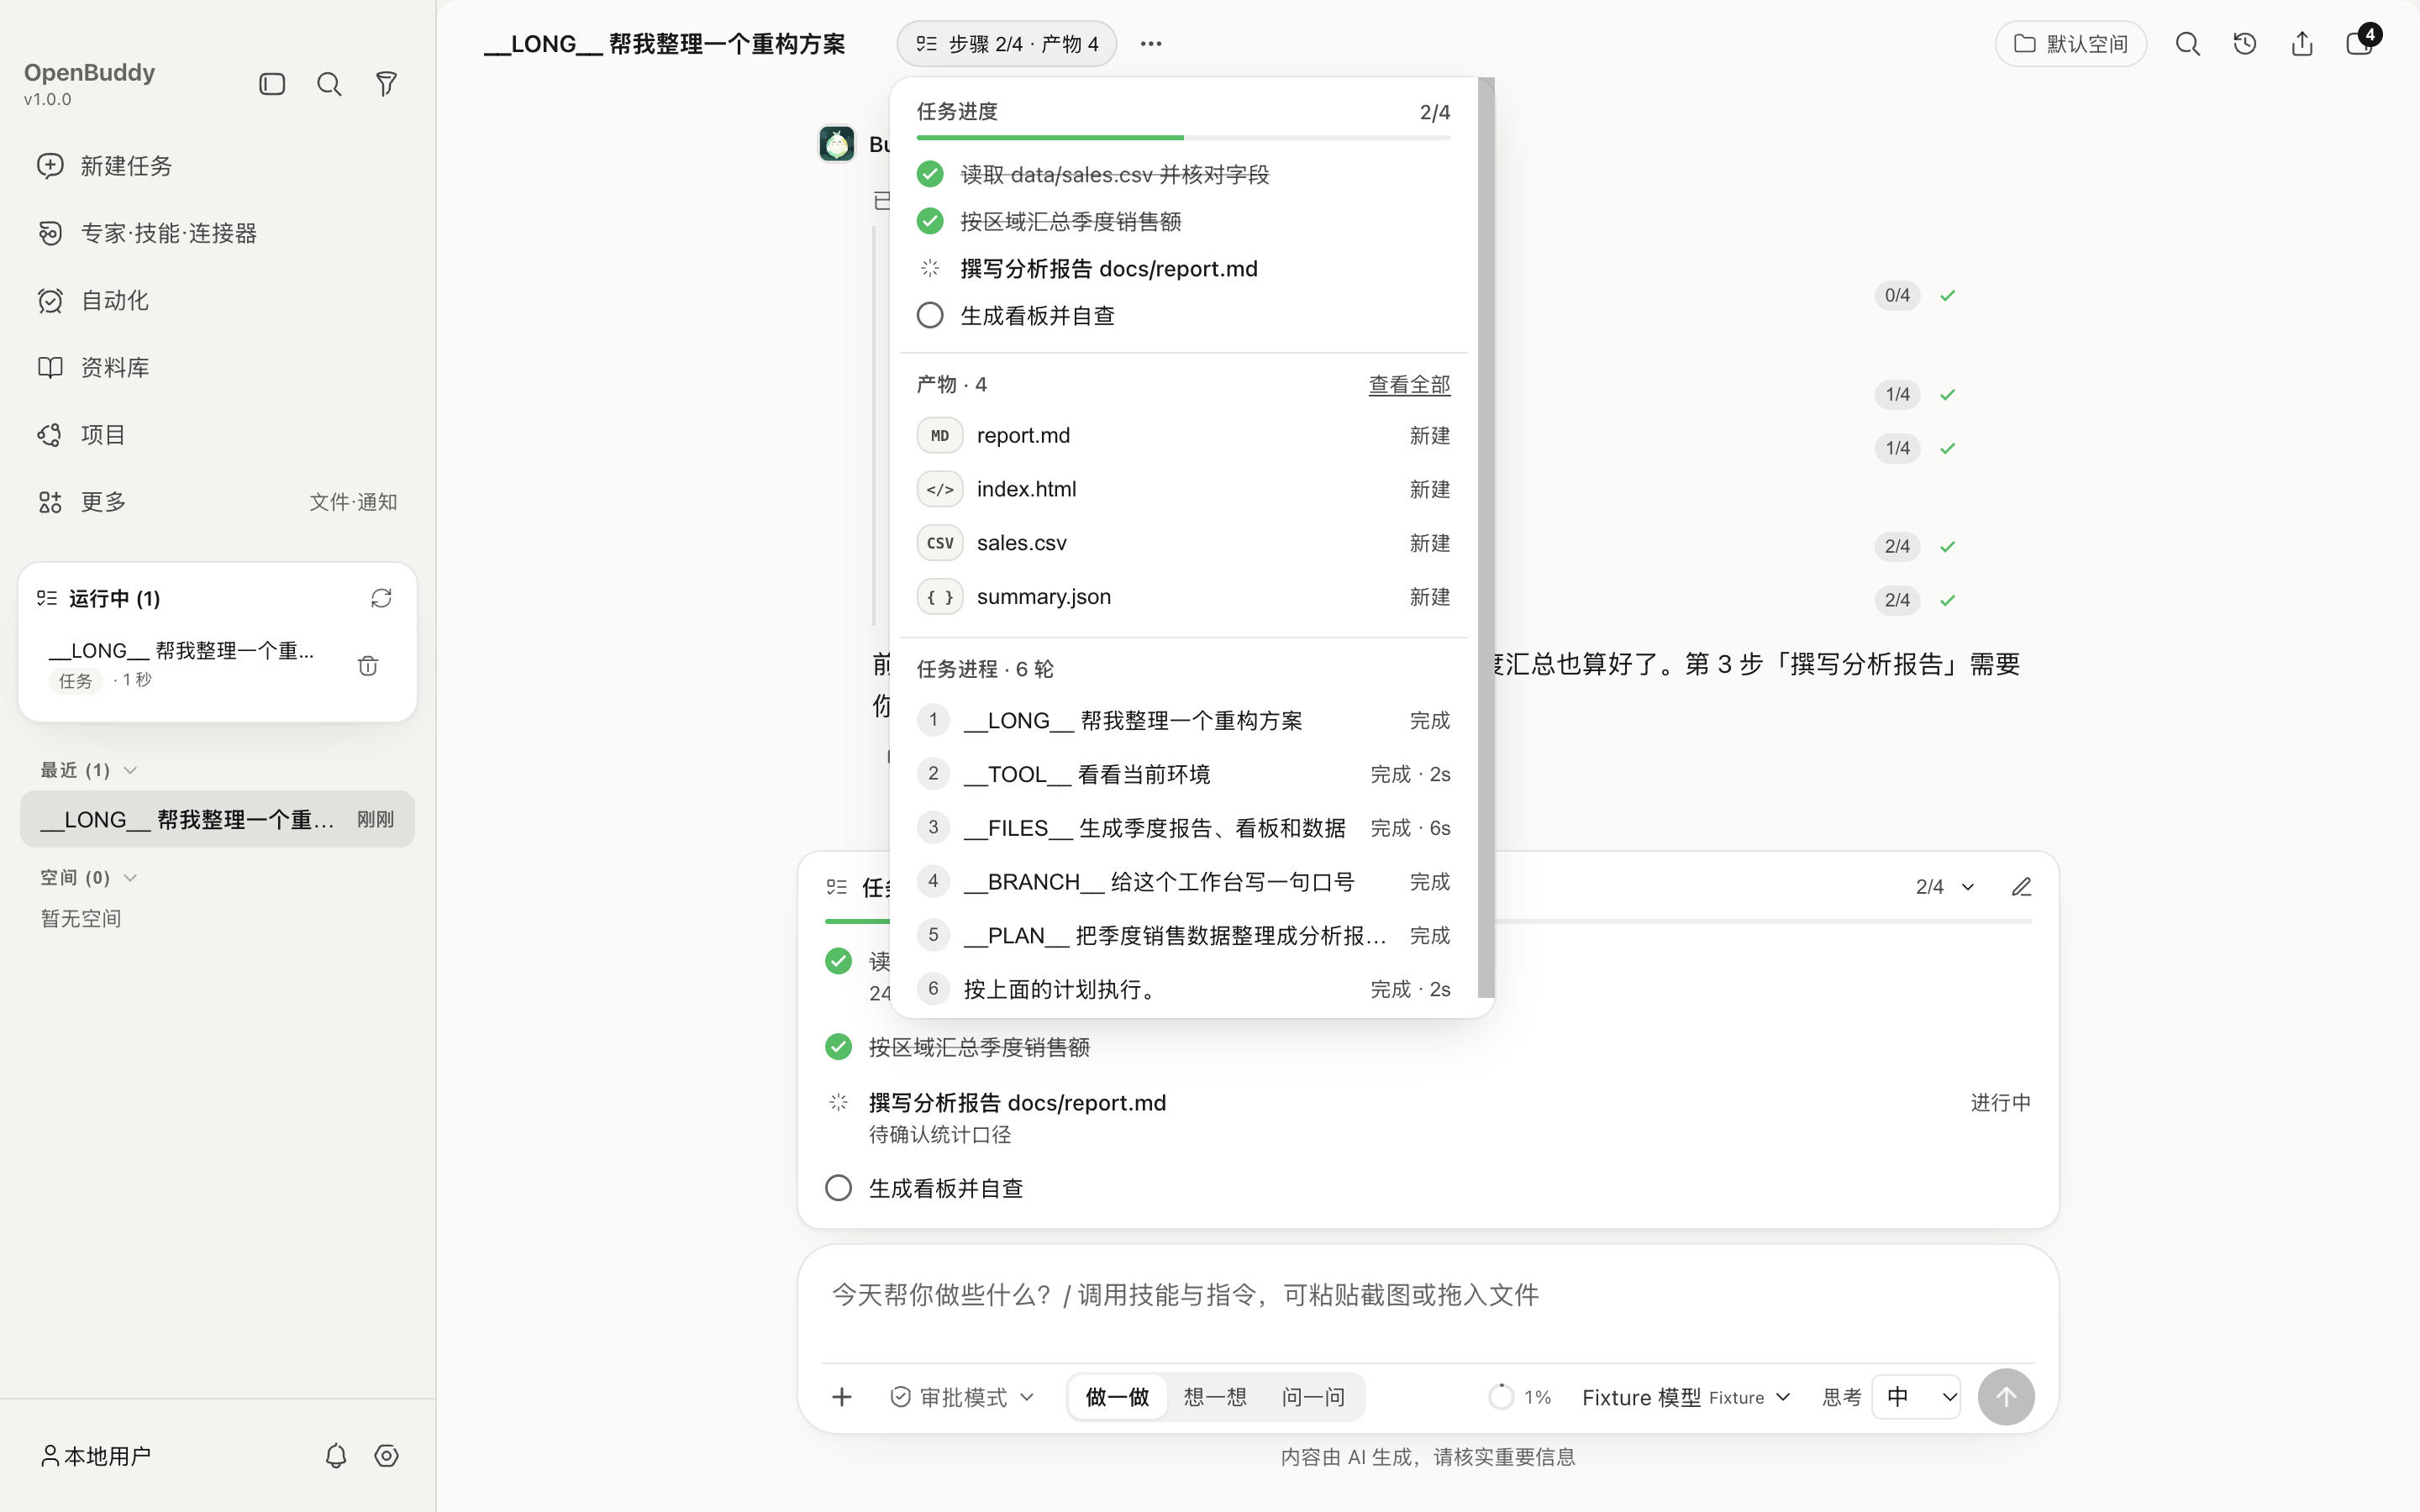 OpenBuddy
v1.0.0
新建任务
专家·技能·连接器
自动化
资料库
项目
更多 文件·通知
运行中 (1)
__LONG__ 帮我整理一个重...
任务 · 1 秒
最近 (1)
__LONG__ 帮我整理一个重... 刚刚
空间 (0)
暂无空间
本地用户
__LONG__ 帮我整理一个重构方案
步骤 2/4 · 产物 4
默认空间
4
任务进度 2/4
读取 data/sales.csv 并核对字段
按区域汇总季度销售额
撰写分析报告 docs/report.md
生成看板并自查
产物 · 4 查看全部
MD report.md 新建
</> index.html 新建
CSV sales.csv 新建
{ } summary.json 新建
任务进程 · 6 轮
1 __LONG__ 帮我整理一个重构方案 完成
2 __TOOL__ 看看当前环境 完成 · 2s
3 __FILES__ 生成季度报告、看板和数据 完成 · 6s
4 __BRANCH__ 给这个工作台写一句口号 完成
5 __PLAN__ 把季度销售数据整理成分析报... 完成
6 按上面的计划执行。 完成 · 2s
0/4
1/4
1/4
2/4
2/4
前
汇总也算好了。第 3 步「撰写分析报告」需要
你
2/4
读
24
按区域汇总季度销售额
撰写分析报告 docs/report.md 进行中
待确认统计口径
生成看板并自查
今天帮你做些什么？/ 调用技能与指令，可粘贴截图或拖入文件
审批模式 做一做 想一想 问一问 1% Fixture 模型 Fixture 思考 中
内容由 AI 生成，请核实重要信息